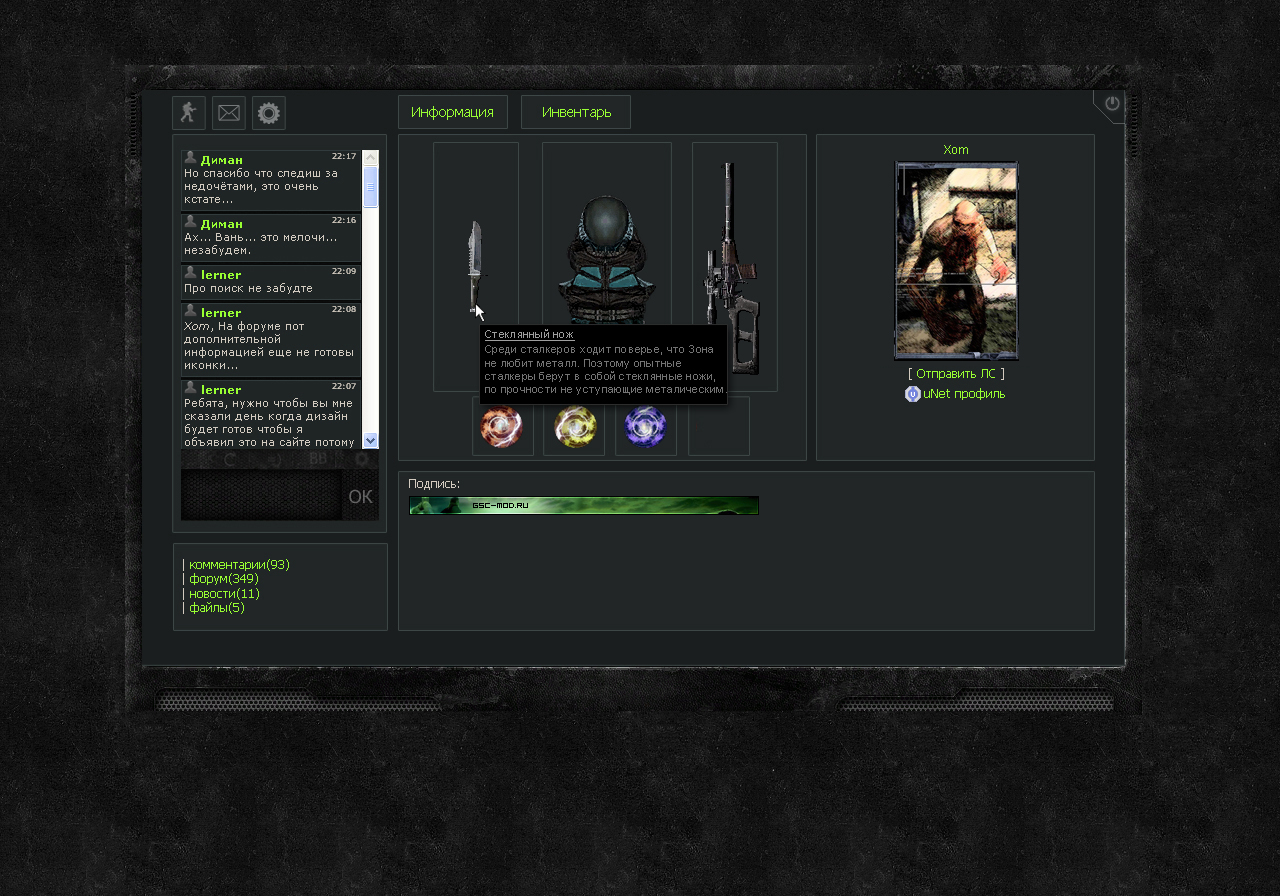 Информация
Инвентарь
Диман 22:17
Но спасибо что следиш за
недочётами, это очень
кстате...
Диман 22:16
Ах... Вань... это мелочи...
незабудем.
lerner 22:09
Про поиск не забудте
lerner 22:08
Xom, На форуме пот
дополнительной
информацией еще не готовы
иконки...
lerner 22:07
Ребята, нужно чтобы вы мне
сказали день когда дизайн
будет готов чтобы я
объявил это на сайте потому
BB
OK
| комментарии(93)
| форум(349)
| новости(11)
| файлы(5)
Стеклянный нож
Среди сталкеров ходит поверье, что Зона
не любит металл. Поэтому опытные
сталкеры берут в собой стеклянные ножи,
по прочности не уступающие металическим.
Xom
[ Отправить ЛС ]
uNet профиль
Подпись:
GSC-MOD.RU